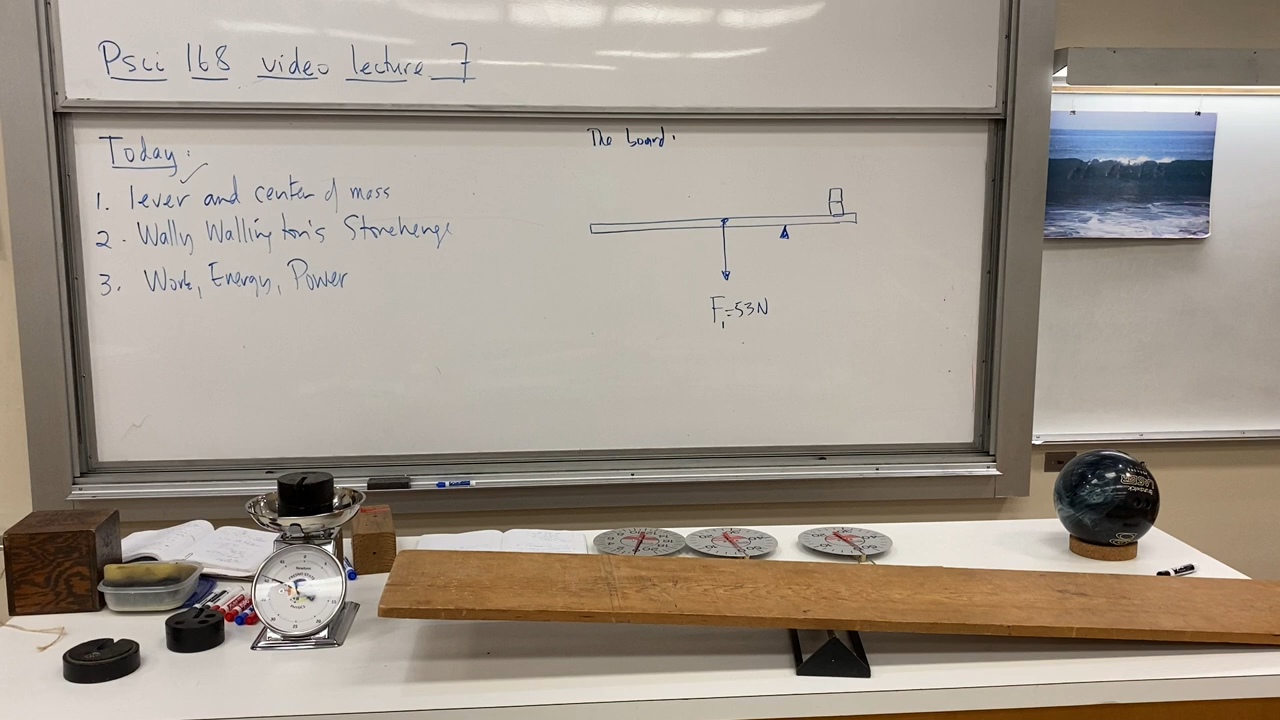 Psci 168 video lecture 7
Today:
1. lever and center of mass
2. Wally Wallington's Stonehenge
3. Work, Energy, Power
The board:
F₁=53N